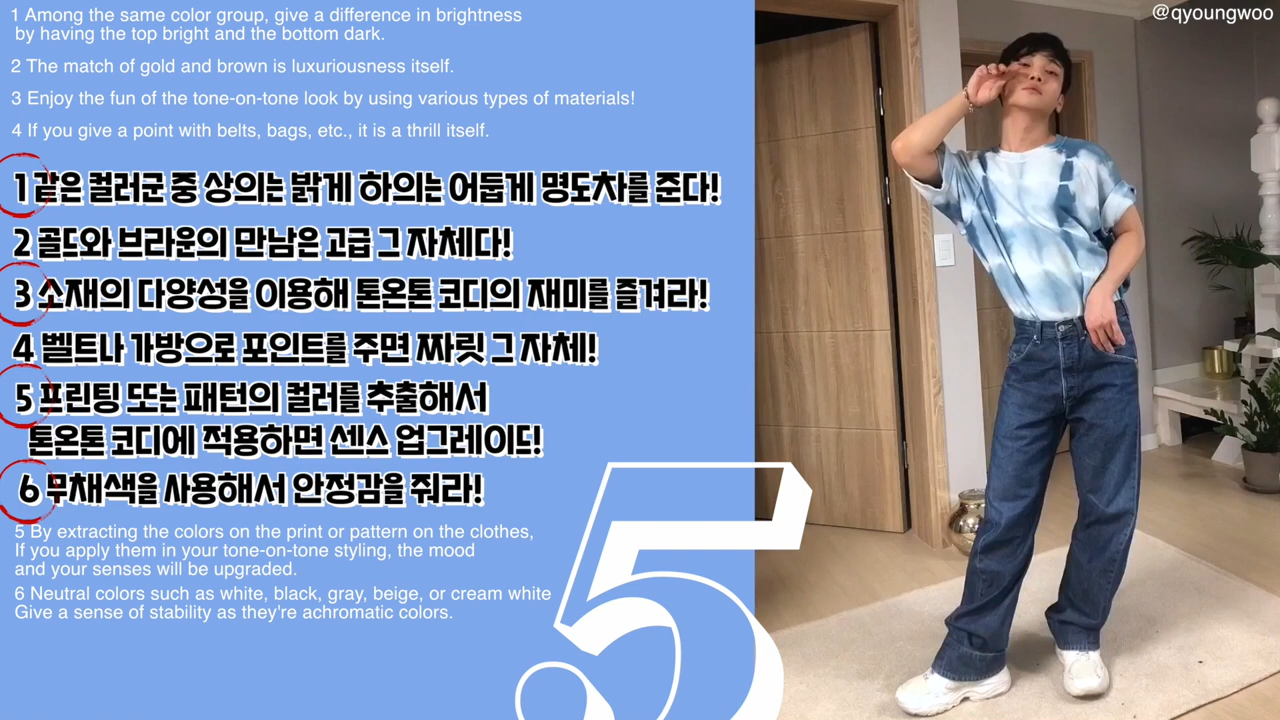 1 Among the same color group, give a difference in brightness
by having the top bright and the bottom dark.
2 The match of gold and brown is luxuriousness itself.
3 Enjoy the fun of the tone-on-tone look by using various types of materials!
4 If you give a point with belts, bags, etc., it is a thrill itself.
1 같은 컬러군 중 상의는 밝게 하의는 어둡게 명도차를 준다!
2 골드와 브라운의 만남은 고급 그 자체다!
3 소재의 다양성을 이용해 톤온톤 코디의 재미를 즐겨라!
4 벨트나 가방으로 포인트를 주면 짜릿 그 자체!
5 프린팅 또는 패턴의 컬러를 추출해서
톤온톤 코디에 적용하면 센스 업그레이드!
6 무채색을 사용해서 안정감을 줘라!
5 By extracting the colors on the print or pattern on the clothes,
If you apply them in your tone-on-tone styling, the mood
and your senses will be upgraded.
6 Neutral colors such as white, black, gray, beige, or cream white
Give a sense of stability as they're achromatic colors.
5
@qyoungwoo